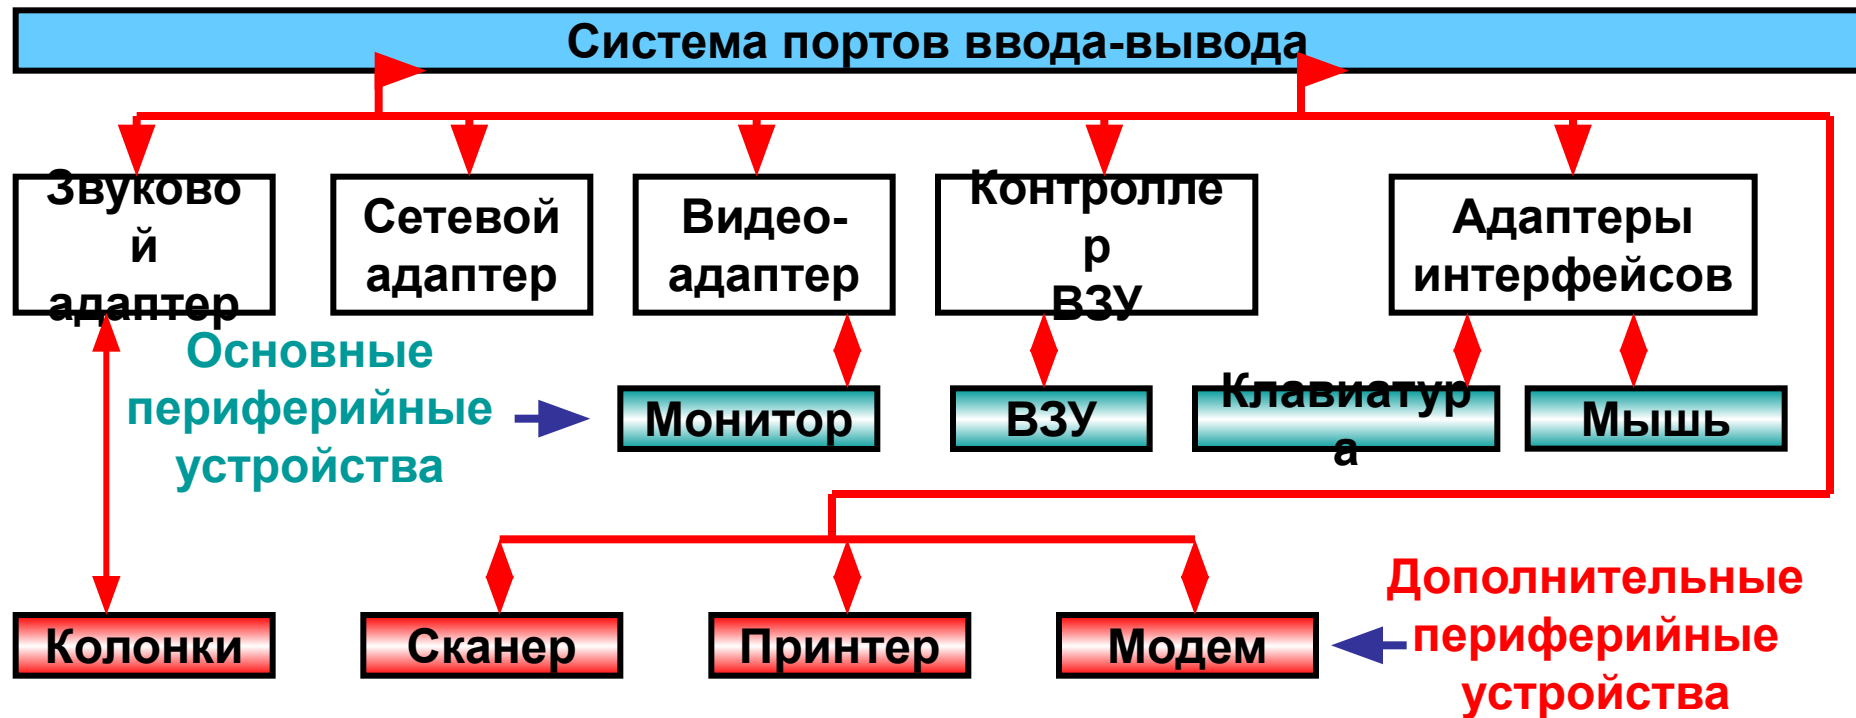 Система портов ввода-вывода
Звуково
й
адаптер
Сетевой
адаптер
Видео-
адаптер
Контролле
р
ВЗУ
Адаптеры
интерфейсов
Основные
периферийные
устройства
Монитор
ВЗУ
Клавиатур
а
Мышь
Колонки
Сканер
Принтер
Модем
Дополнительные
периферийные
устройства